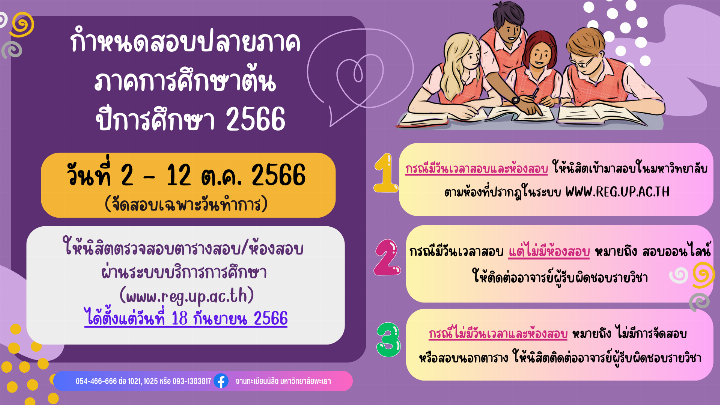 กำหนดสอบปลายภาค
ภาคการศึกษาต้น
ปีการศึกษา 2566
วันที่ 2 - 12 ต.ค. 2566
(จัดสอบเฉพาะวันทำการ)
ให้นิสิตตรวจสอบตารางสอบ/ห้องสอบ
ผ่านระบบบริการการศึกษา
(www.reg.up.ac.th)
ได้ตั้งแต่วันที่ 18 กันยายน 2566
054-466-666 ต่อ 1021, 1025 หรือ 093-1303817 งานทะเบียนนิสิต มหาวิทยาลัยพะเยา
1
กรณีมีวันเวลาสอบและห้องสอบ ให้นิสิตเข้ามาสอบในมหาวิทยาลัย
ตามห้องที่ปรากฏในระบบ WWW.REG.UP.AC.TH
2
กรณีมีวันเวลาสอบ แต่ไม่มีห้องสอบ หมายถึง สอบออนไลน์
ให้ติดต่ออาจารย์ผู้รับผิดชอบรายวิชา
3
กรณีไม่มีวันเวลาและห้องสอบ หมายถึง ไม่มีการจัดสอบ
หรือสอบนอกตาราง ให้นิสิตติดต่ออาจารย์ผู้รับผิดชอบรายวิชา